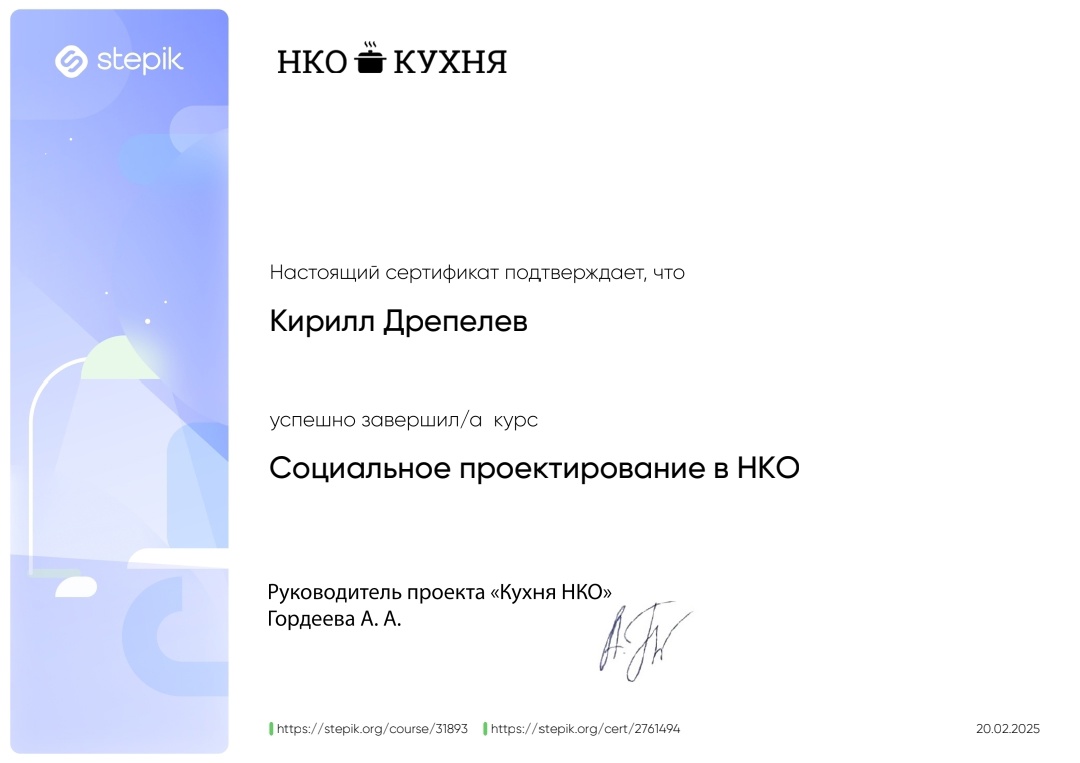 stepik
НКО КУХНЯ
Настоящий сертификат подтверждает, что
Кирилл Дрепелев
успешно завершил/а курс
Социальное проектирование в НКО
Руководитель проекта «Кухня НКО»
Гордеева А. А.
https://stepik.org/course/31893 https://stepik.org/cert/2761494 20.02.2025